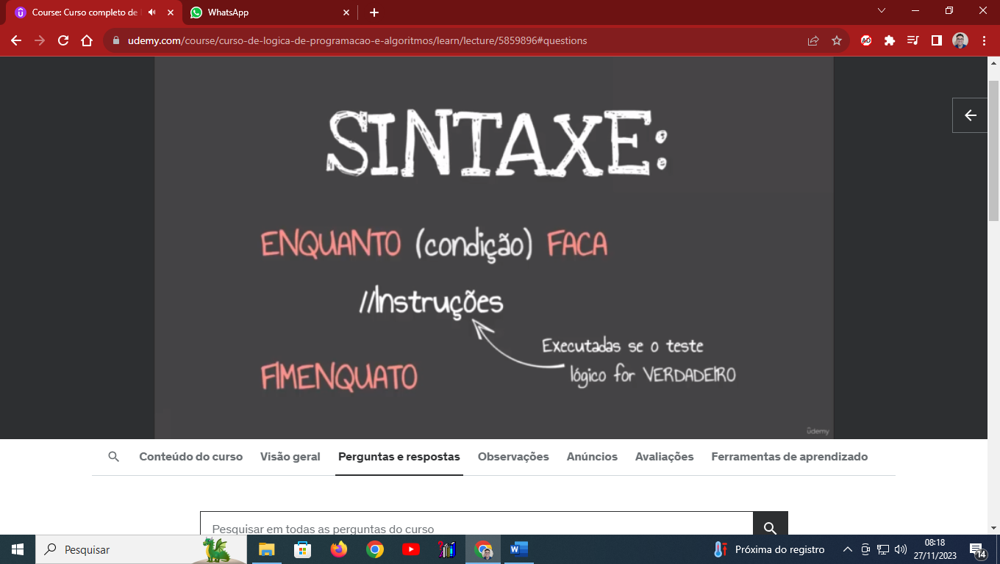 Course: Curso completo de
WhatsApp
udemy.com/course/curso-de-logica-de-programacao-e-algoritmos/learn/lecture/5859896#questions
SINTAXE:
ENQUANTO (condição) FACA
//Instruções
Executadas se o teste
lógico for VERDADEIRO
FIMENQUATO
ûdemy
Conteúdo do curso Visão geral Perguntas e respostas Observações Anúncios Avaliações Ferramentas de aprendizado
Pesquisar em todas as perguntas do curso
Pesquisar
Próxima do registro
08:18
27/11/2023
14